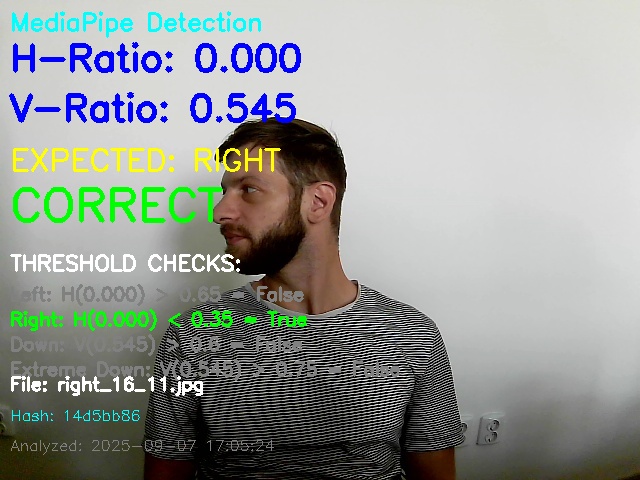 MediaPipe Detection
H-Ratio: 0.000
V-Ratio: 0.545
EXPECTED: RIGHT
CORRECT
THRESHOLD CHECKS:
Left: H(0.000) > 0.65 = False
Right: H(0.000) < 0.35 = True
Down: V(0.545) > 0.6 = False
Extreme Down: V(0.545) > 0.75 = False
File: right_16_11.jpg
Hash: 14d5bb86
Analyzed: 2025-09-07 17:05:24